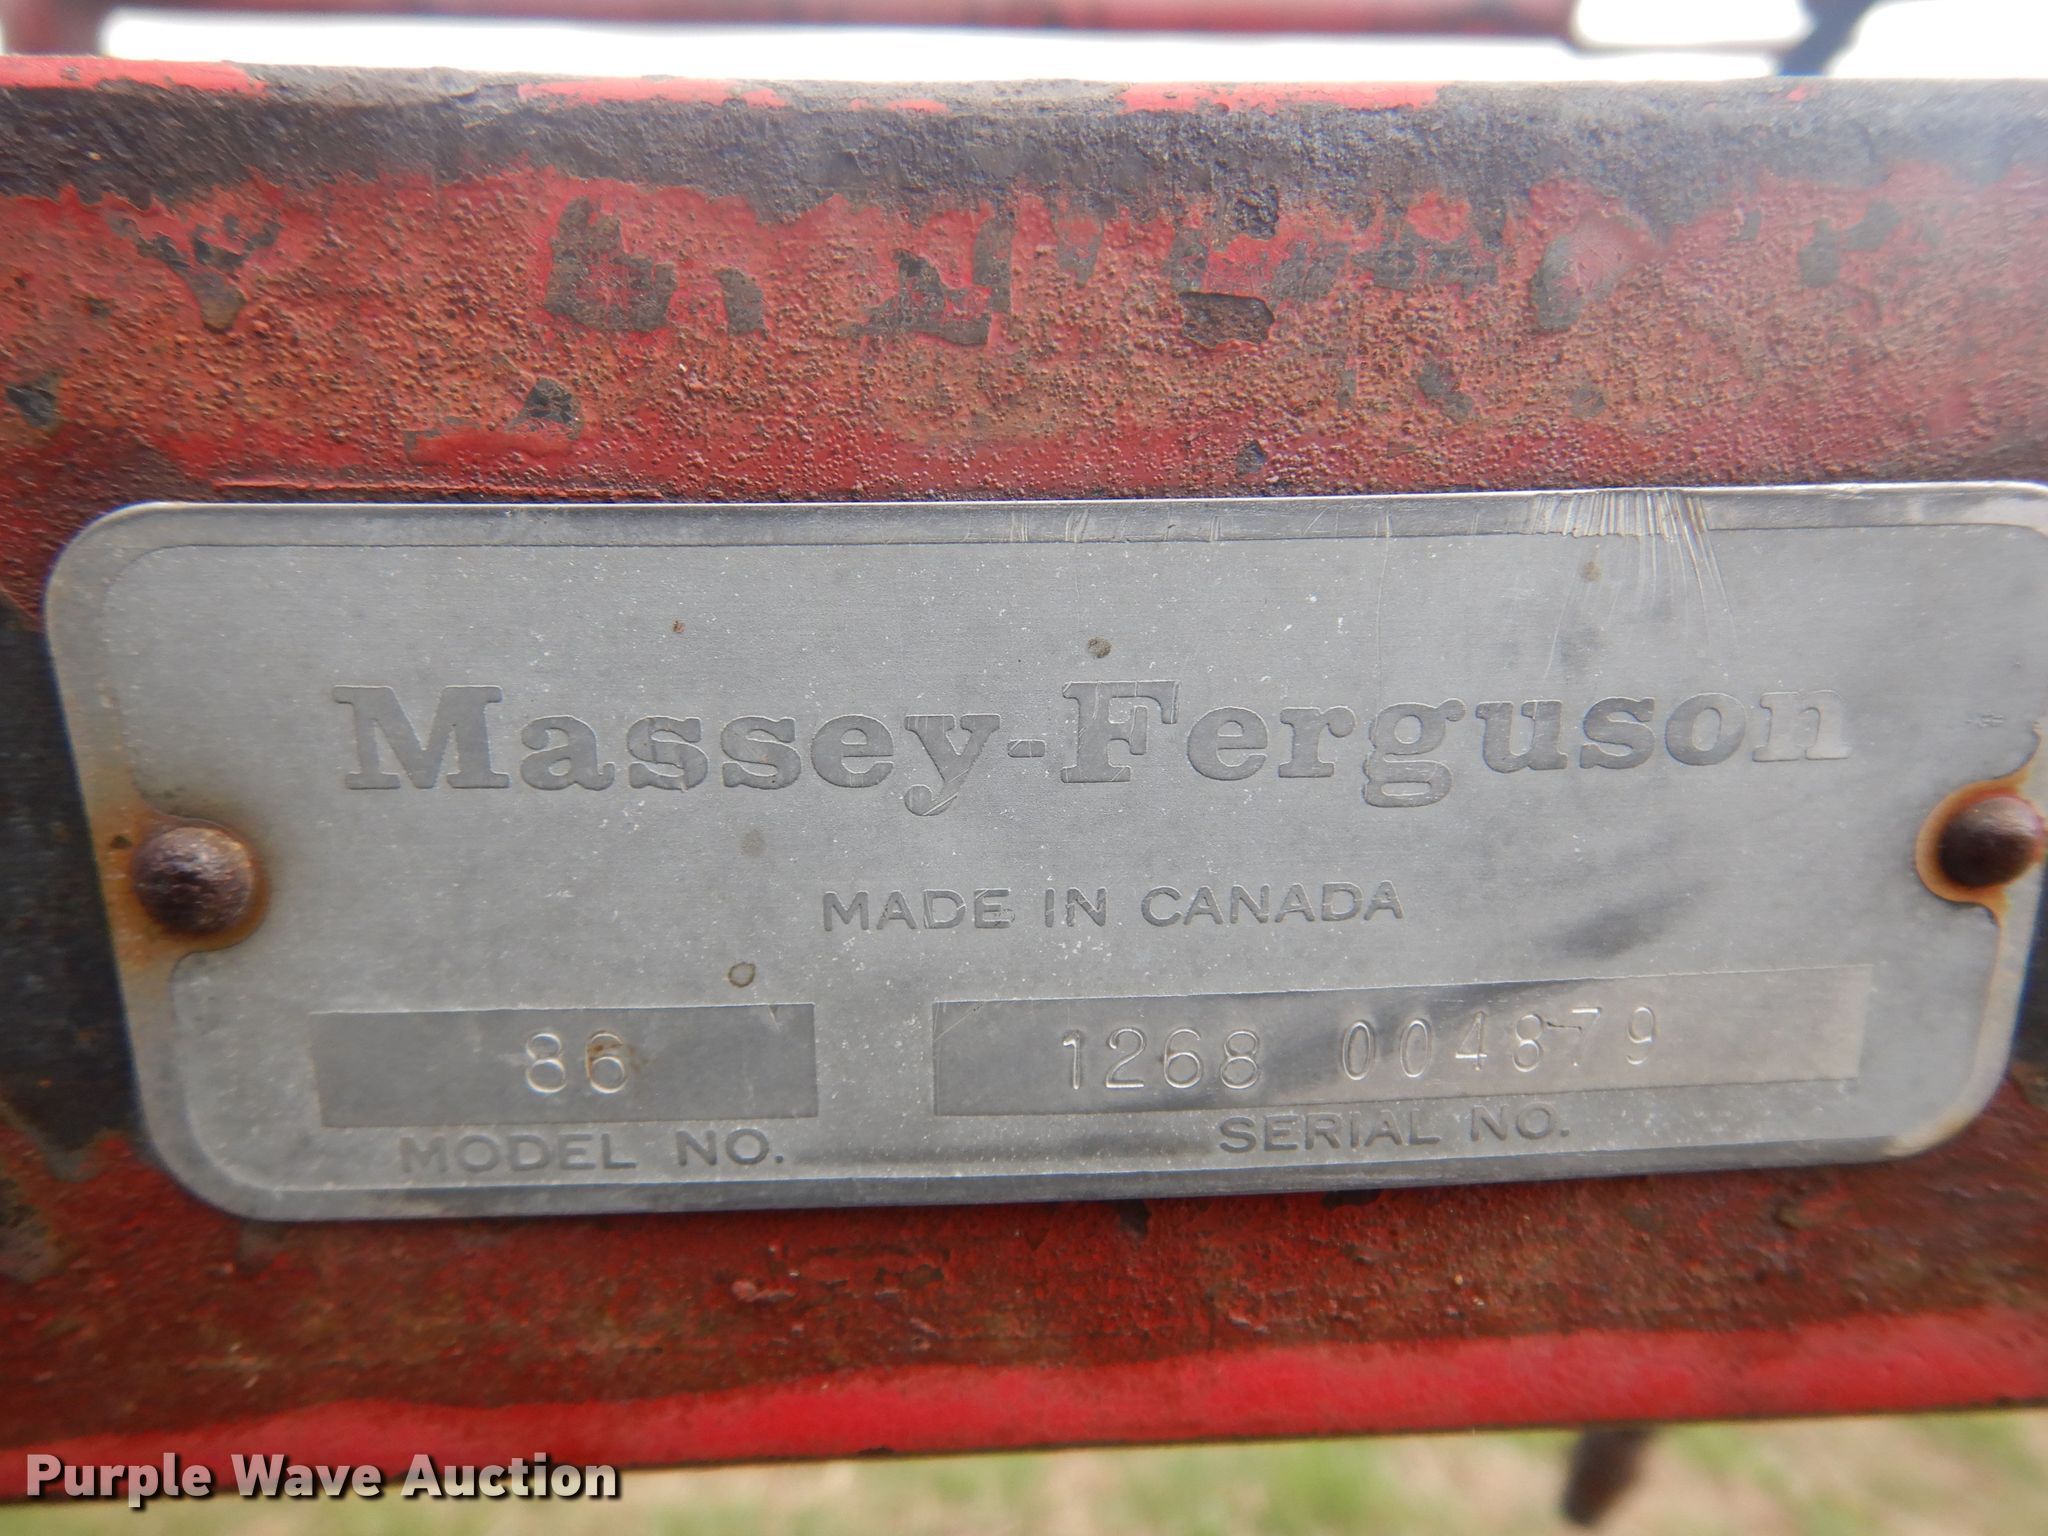 Massey-Ferguson
MADE IN CANADA
86 1268 004879
MODEL NO. SERIAL NO.
Purple Wave Auction